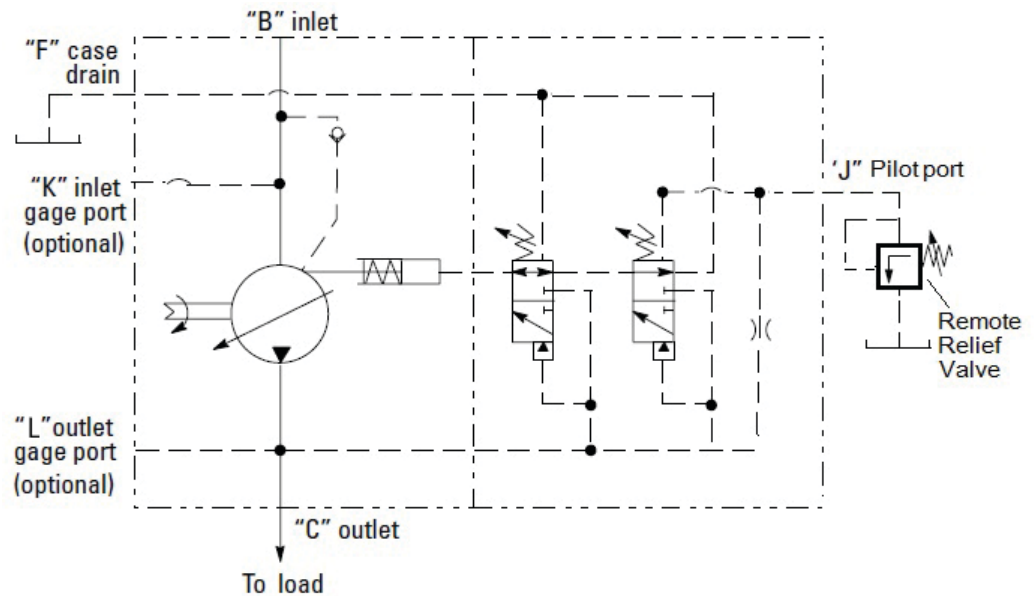 "B" inlet
"F" case
drain
"K" inlet
gage port
(optional)
'J" Pilot port
Remote
Relief
Valve
"L"outlet
gage port
(optional)
"C" outlet
To load